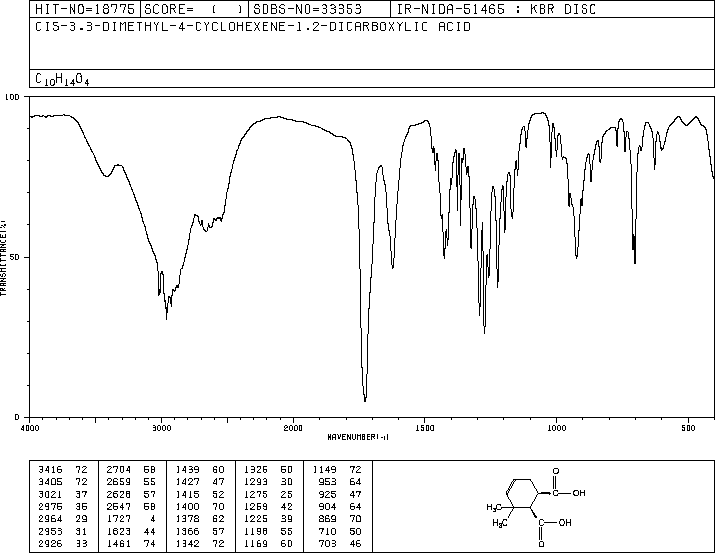 HIT-NO=18775 SCORE= ( ) SDBS-NO=33353 IR-NIDA-51465 : KBR DISC
CIS-3,3-DIMETHYL-4-CYCLOHEXENE-1,2-DICARBOXYLIC ACID
C10H14O4
100
50
0
TRANSMITTANCE(%)
4000 3000 2000 1500 1000 500
WAVENUMBER(-1)
3416 72 2704 58 1439 60 1326 50 1149 72
3405 72 2659 55 1427 47 1293 30 953 64
3021 37 2628 57 1415 52 1275 25 925 47
2975 35 2547 58 1400 70 1259 42 904 64
2964 29 1727 4 1378 62 1225 39 869 70
2953 31 1623 44 1366 57 1198 55 710 50
2926 33 1461 74 1342 72 1169 60 703 46
O
OH
H3C
H3C
OH
O